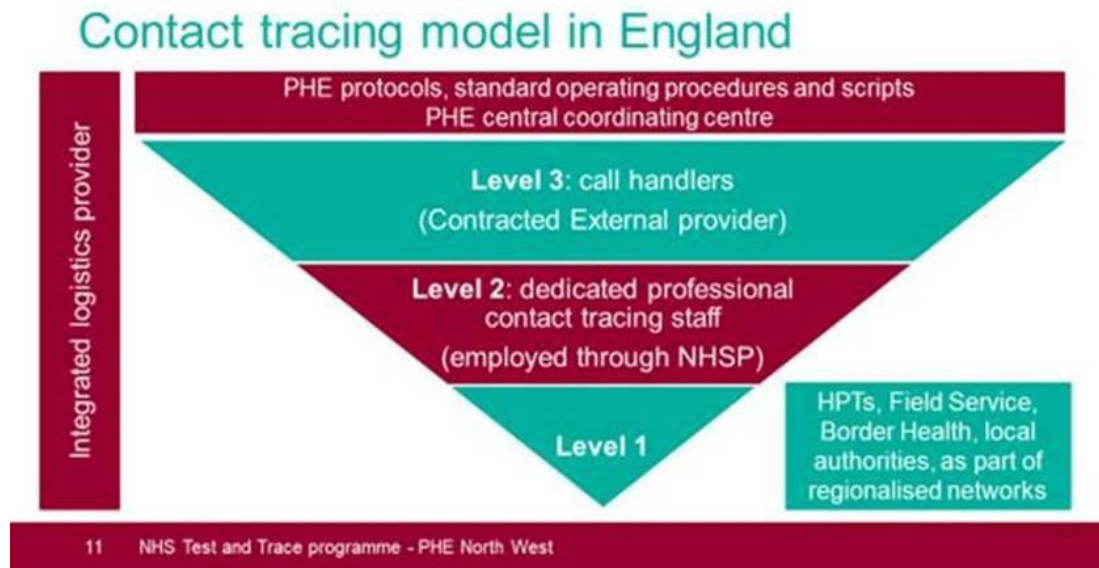 Contact tracing model in England
Integrated logistics provider
PHE protocols, standard operating procedures and scripts
PHE central coordinating centre
Level 3: call handlers
(Contracted External provider)
Level 2: dedicated professional
contact tracing staff
(employed through NHSP)
Level 1
HPTs, Field Service,
Border Health, local
authorities, as part of
regionalised networks
11 NHS Test and Trace programme - PHE North West